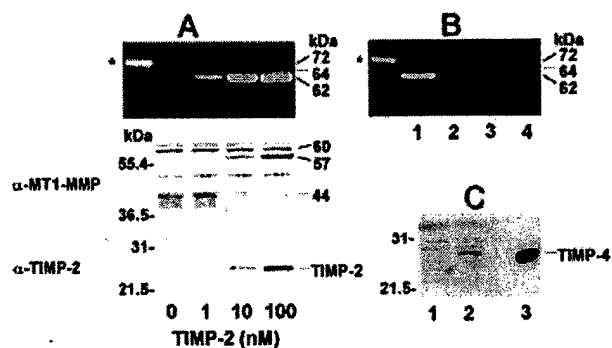 A
kDa
*
72
64
62
B
kDa
*
72
64
62
1 2 3 4
kDa
55.4-
α-MT1-MMP
36.5-
31-
α-TIMP-2
21.5-
60
57
44
TIMP-2
0 1 10 100
TIMP-2 (nM)
C
31-
21.5-
TIMP-4
1 2 3